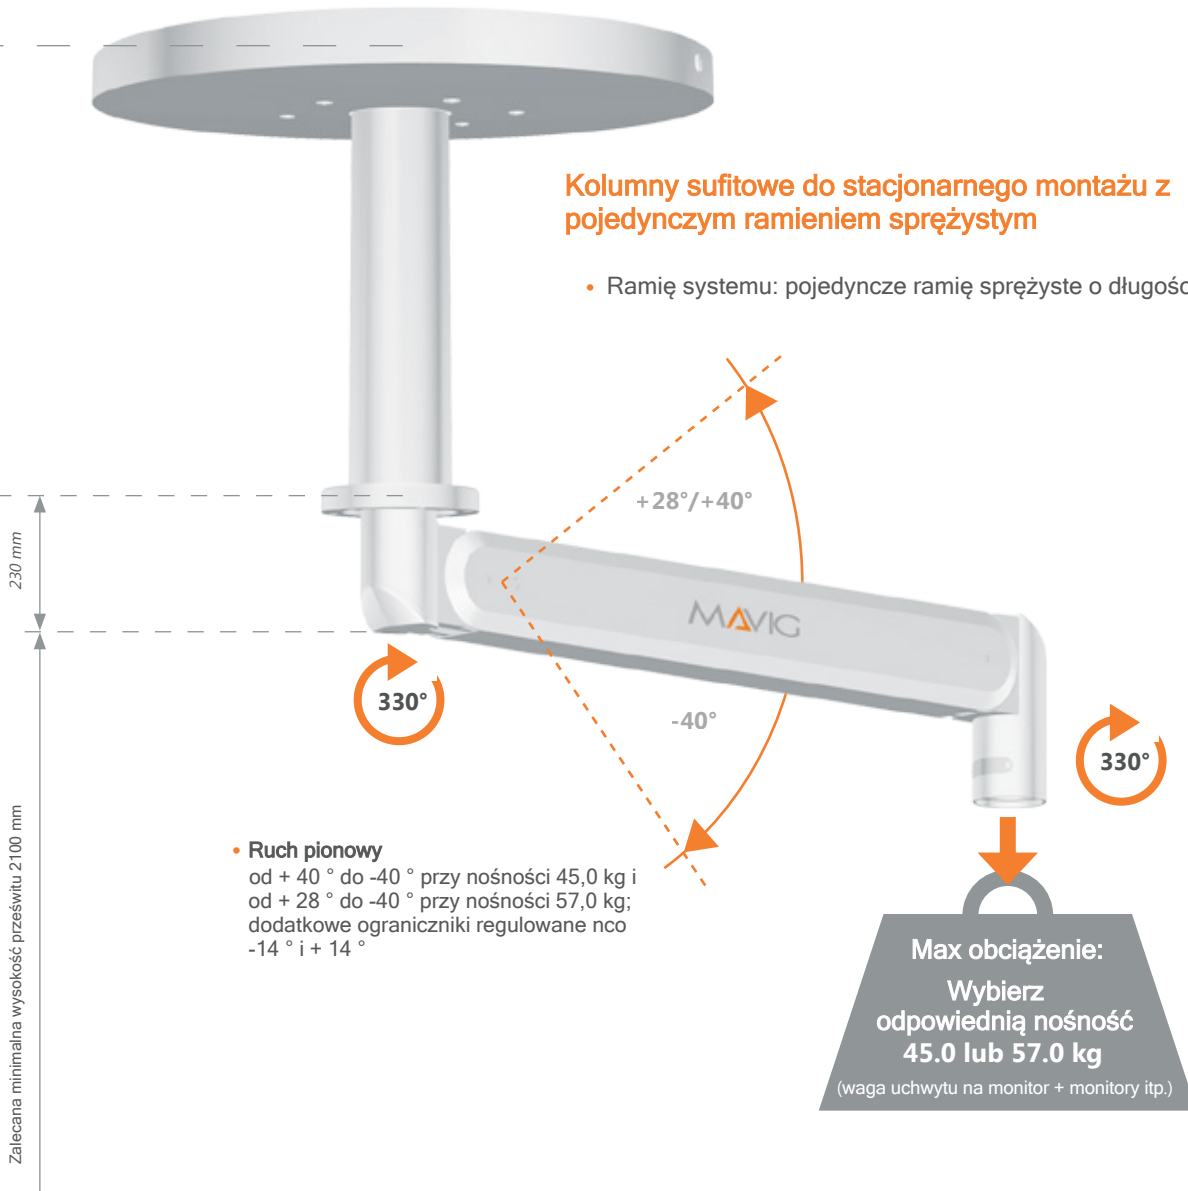 Kolumny sufitowe do stacjonarnego montażu z
pojedynczym ramieniem sprężystym
• Ramię systemu: pojedyncze ramię sprężyste o długości
+28°/+40°
230 mm
MAVIG
330°
-40°
330°
• Ruch pionowy
od + 40 ° do -40 ° przy nośności 45,0 kg i
od + 28 ° do -40 ° przy nośności 57,0 kg;
dodatkowe ograniczniki regulowane nco
-14 ° i + 14 °
Zalecana minimalna wysokość prześwitu 2100 mm
Max obciążenie:
Wybierz
odpowiednią nośność
45.0 lub 57.0 kg
(waga uchwytu na monitor + monitory itp.)